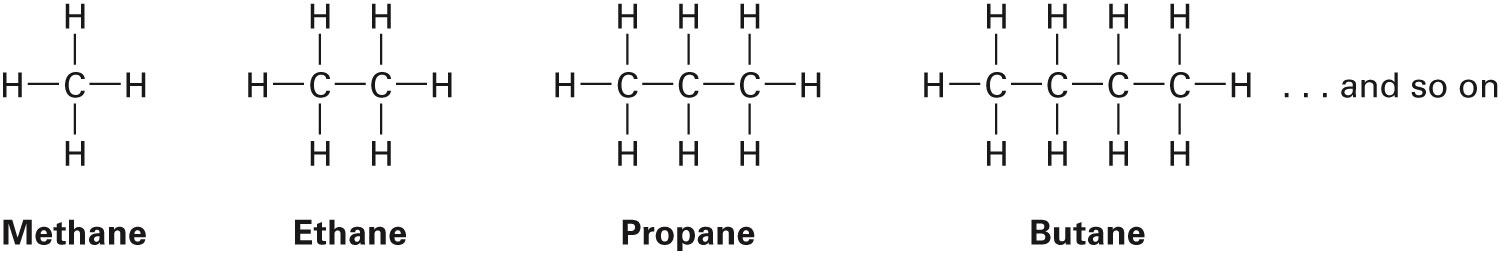 H H H H H H H H H H
H—C—H H—C—C—H H—C—C—C—H H—C—C—C—C—H . . . and so on
H H H H H H H H H H
Methane Ethane Propane Butane